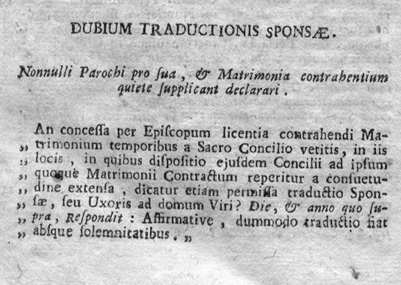 DUBIUM TRADUCTIONIS SPONSÆ.
Nonnulli Parochi pro ſua, & Matrimonia contrahentium
quiete ſupplicant declarari.
An conceſſa per Epiſcopum licentia contrahendi Ma-
„ trimonium temporibus a Sacro Concilio vetitis, in iis
„ locis, in quibus diſpoſitio ejuſdem Concilii ad ipſum
„ quoque Matrimonii Contractum reperitur a conſuetu-
„ dine extenſa, dicatur etiam permiſſa traductio Spon-
„ ſæ, ſeu Uxoris ad domum Viri? Die, & anno quo ſu-
„ pra, Reſpondit: Affirmative, dummodo traductio fiat
„ abſque ſolemnitatibus. „